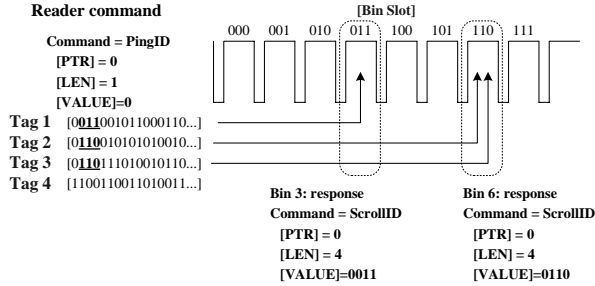 Reader command
[Bin Slot]
000 001 010 011 100 101 110 111
Command = PingID
[PTR] = 0
[LEN] = 1
[VALUE]=0
Tag 1 [0011001011000110...]
Tag 2 [0110010101010010...]
Tag 3 [0110111010010110...]
Tag 4 [1100110011010011...]
Bin 3: response
Command = ScrollID
[PTR] = 0
[LEN] = 4
[VALUE]=0011
Bin 6: response
Command = ScrollID
[PTR] = 0
[LEN] = 4
[VALUE]=0110